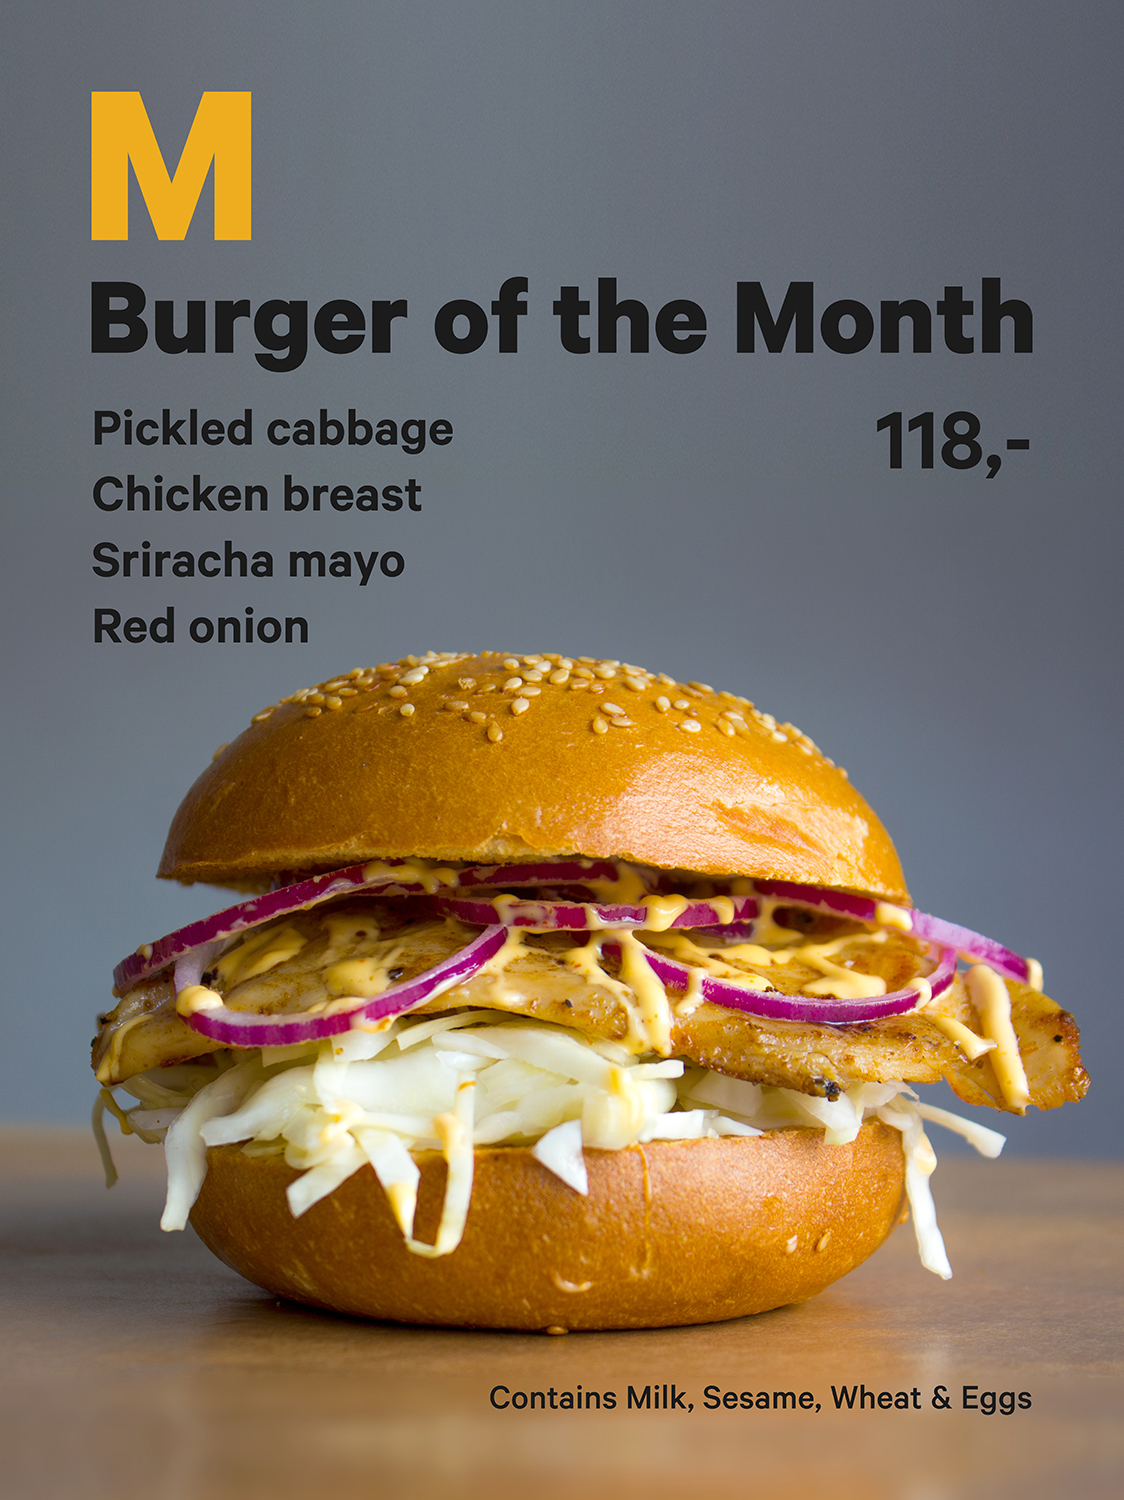 M
Burger of the Month
Pickled cabbage
118,-
Chicken breast
Sriracha mayo
Red onion
Contains Milk, Sesame, Wheat & Eggs